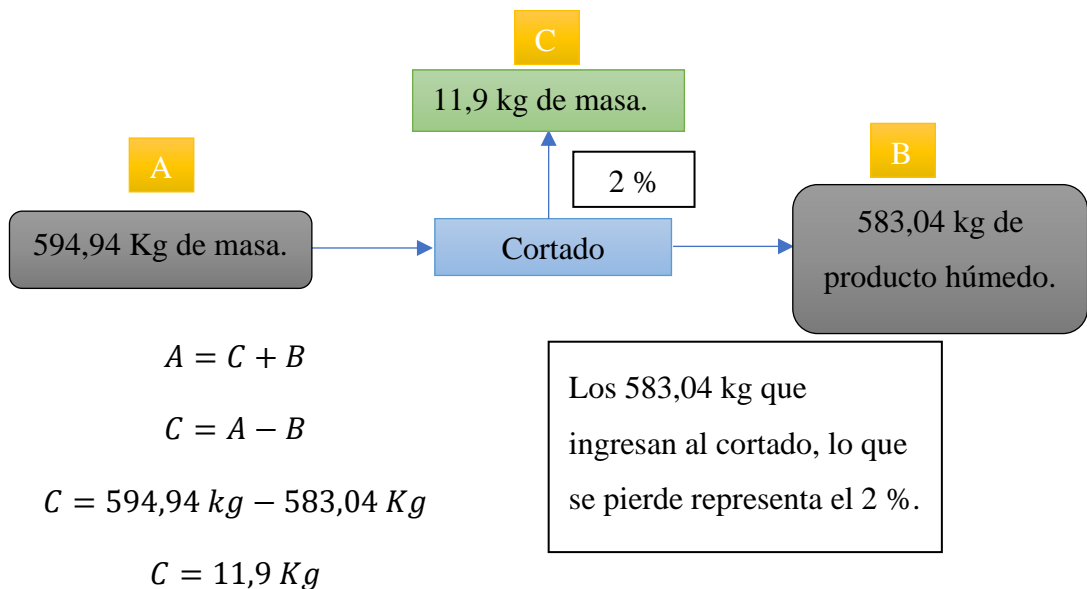 C
11,9 kg de masa.
A
2 %
B
594,94 Kg de masa.
Cortado
583,04 kg de
producto húmedo.
𝐴 = 𝐶 + 𝐵
𝐶 = 𝐴 − 𝐵
𝐶 = 594,94 𝑘𝑔 − 583,04 𝐾𝑔
𝐶 = 11,9 𝐾𝑔
Los 583,04 kg que
ingresan al cortado, lo que
se pierde representa el 2 %.